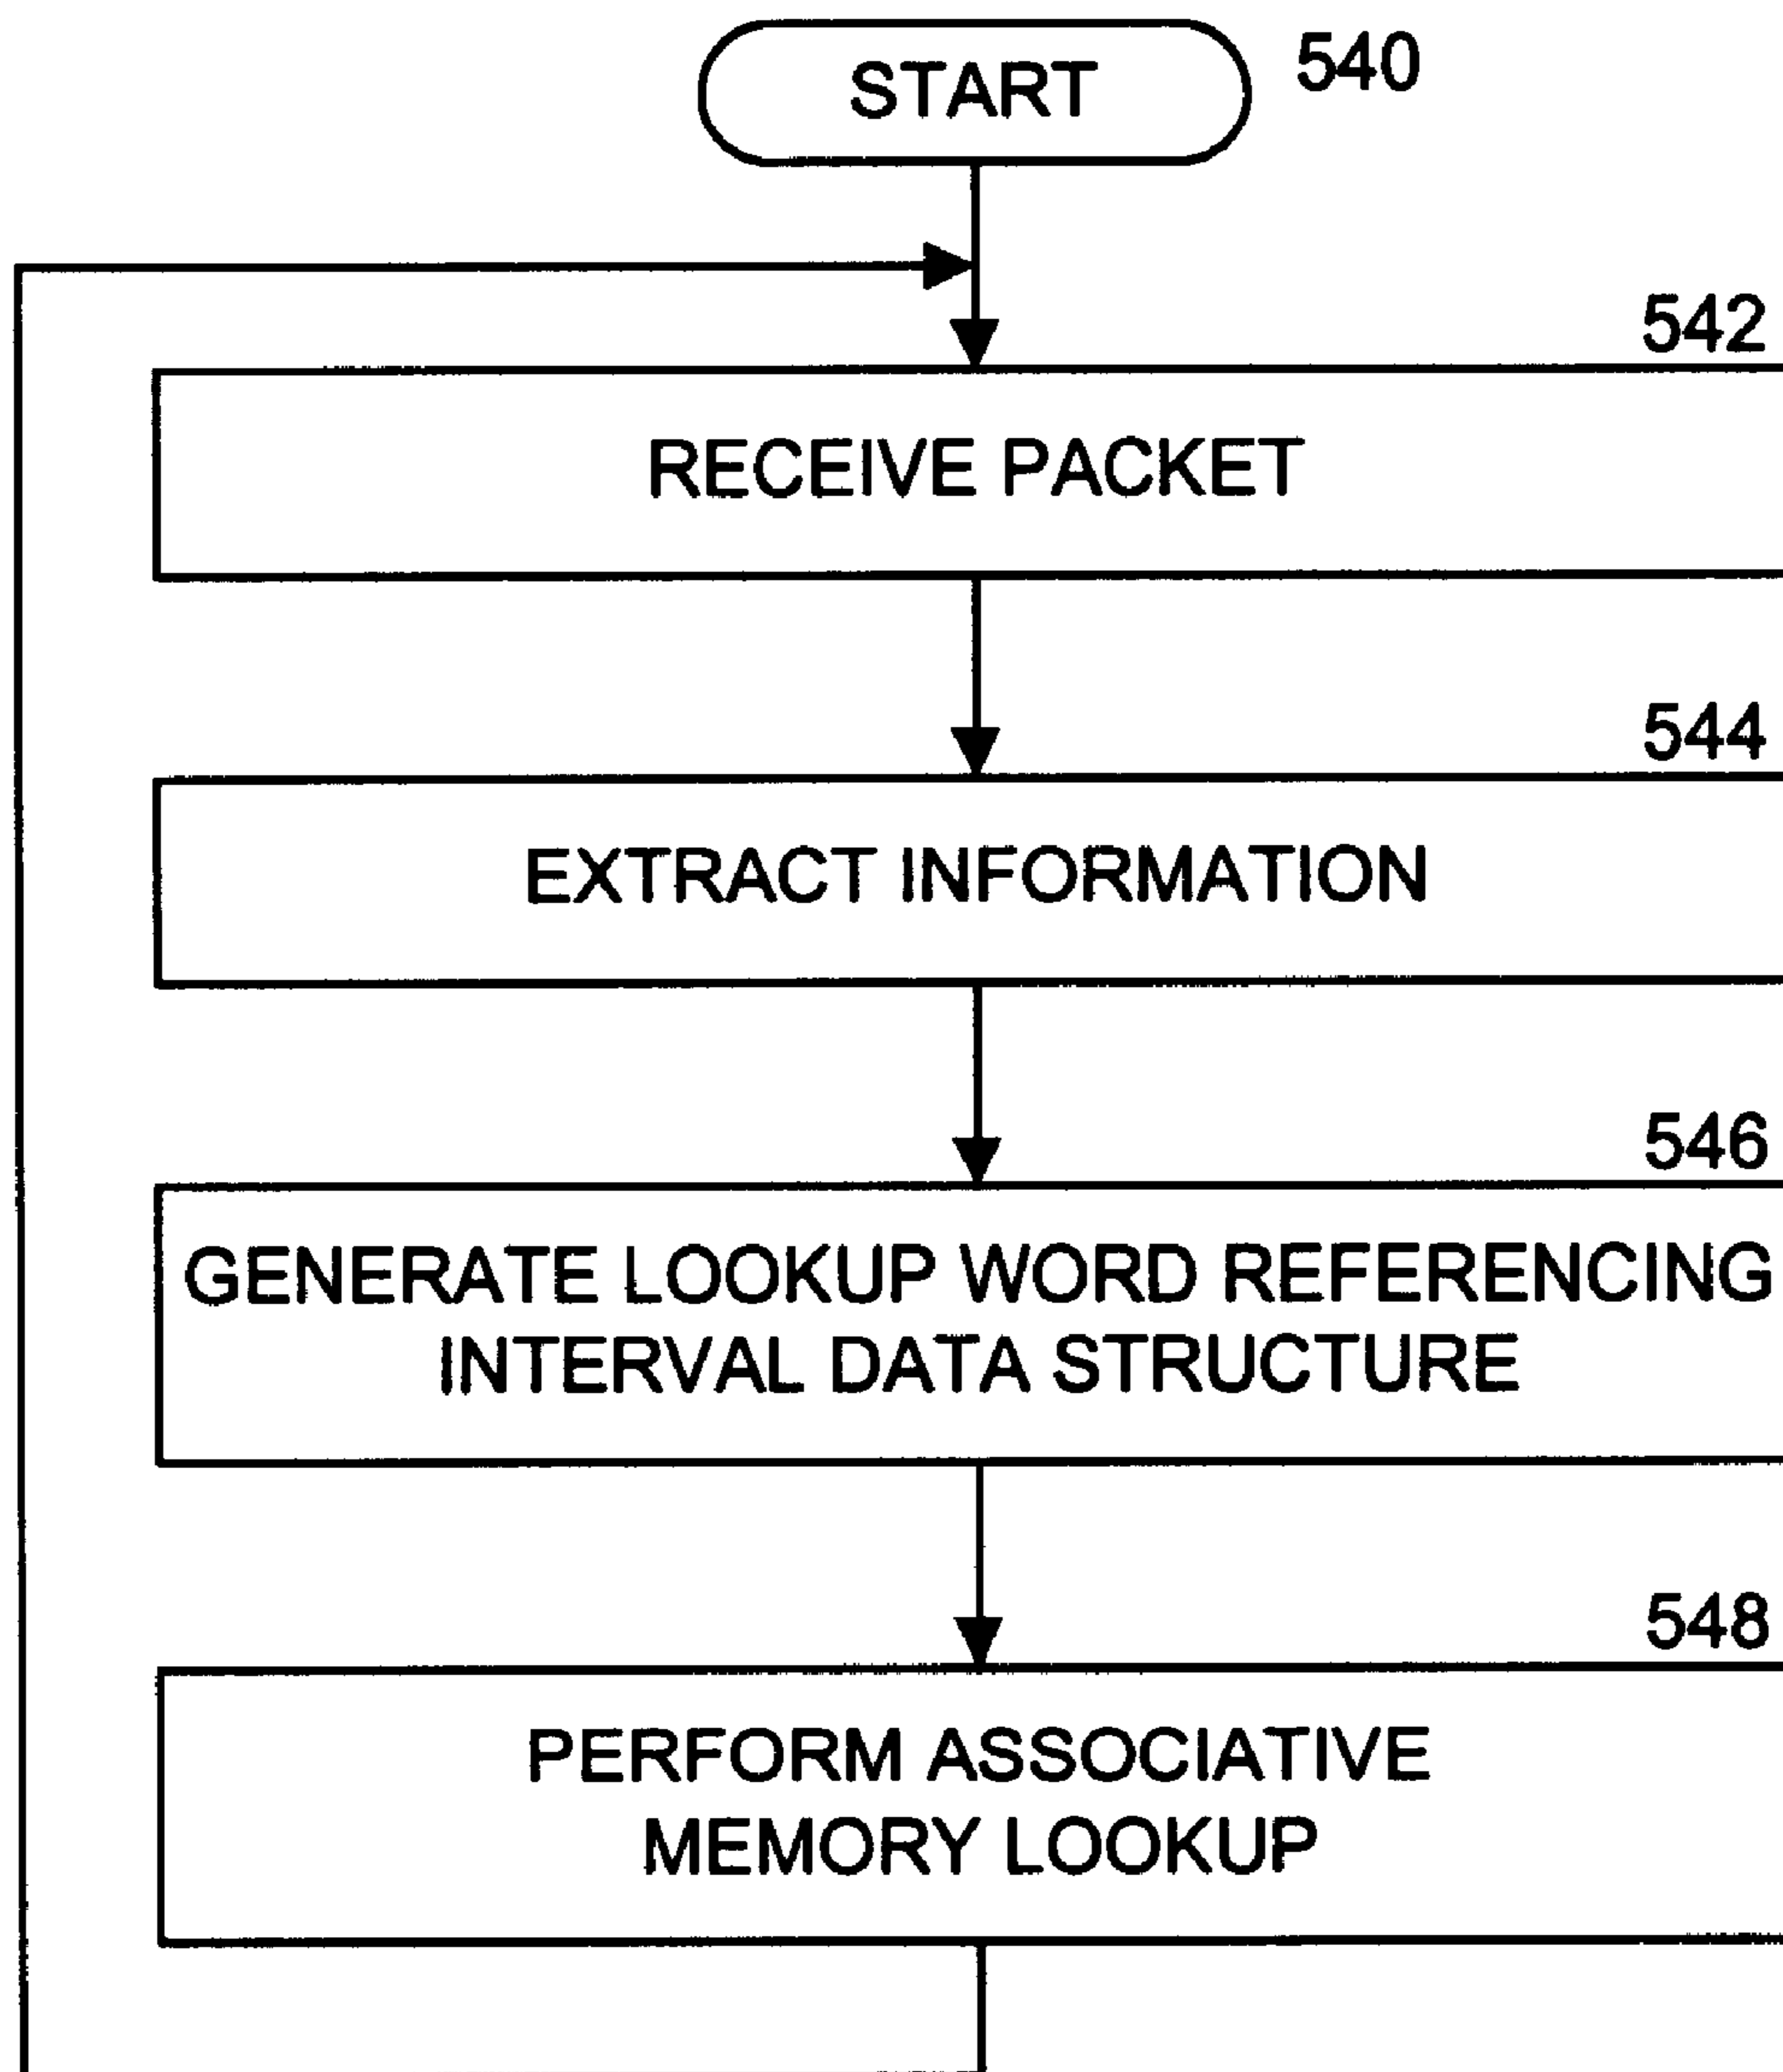 START
540
542
RECEIVE PACKET
544
EXTRACT INFORMATION
546
GENERATE LOOKUP WORD REFERENCING
INTERVAL DATA STRUCTURE
548
PERFORM ASSOCIATIVE
MEMORY LOOKUP